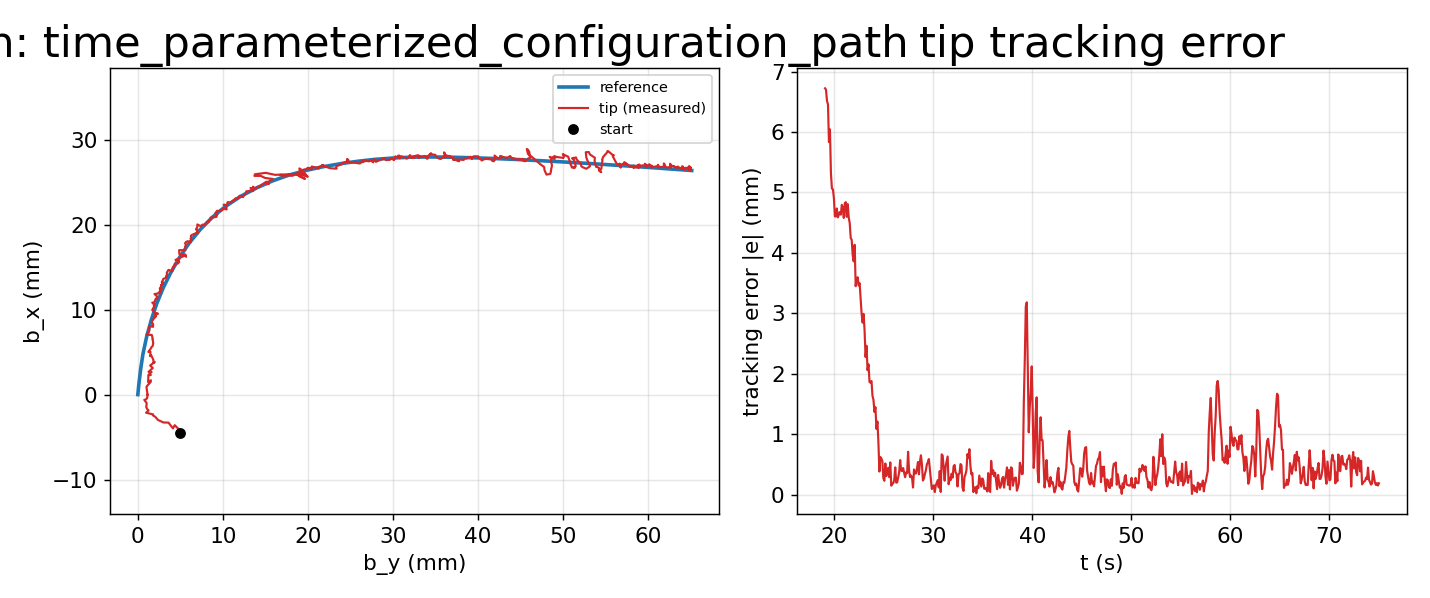 n: time_parameterized_configuration_path tip tracking error
reference
tip (measured)
start
30
20
10
0
−10
b_x (mm)
0 10 20 30 40 50 60
b_y (mm)
7
6
5
4
3
2
1
0
tracking error |e| (mm)
20 30 40 50 60 70
t (s)